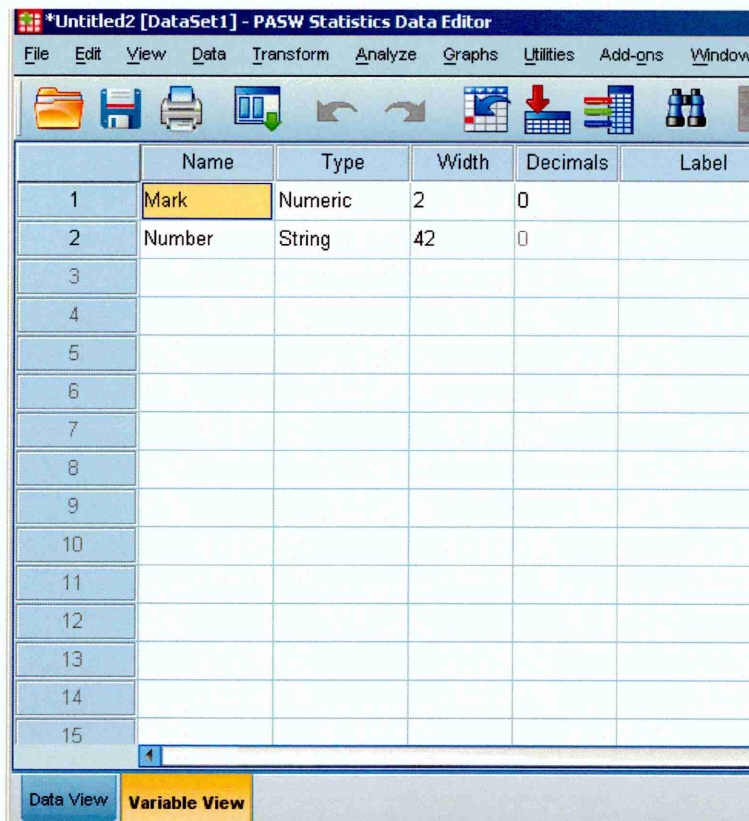 *Untitled2 [DataSet1] - PASW Statistics Data Editor
File Edit View Data Transform Analyze Graphs Utilities Add-ons Window
Name Type Width Decimals Label
1 Mark Numeric 2 0
2 Number String 42 0
3
4
5
6
7
8
9
10
11
12
13
14
15
Data View Variable View